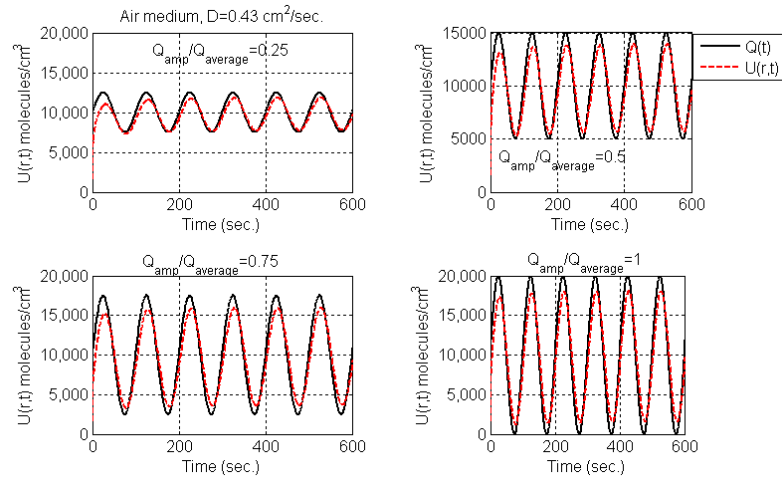 Air medium, D=0.43 cm²/sec.
Q_amp/Q_average=0.25
20,000
15,000
10,000
5,000
0
U(r,t) molecules/cm³
0 200 400 600
Time (sec.)
15000
10000
5000
0
U(r,t) molecules/cm³
Q_amp/Q_average=0.5
0 200 400 600
Time (sec.)
Q(t)
U(r,t)
Q_amp/Q_average=0.75
20,000
15,000
10,000
5,000
0
U(r,t) molecules/cm³
0 200 400 600
Time (sec.)
Q_amp/Q_average=1
20,000
15,000
10,000
5,000
0
U(r,t) molecules/cm³
0 200 400 600
Time (sec.)